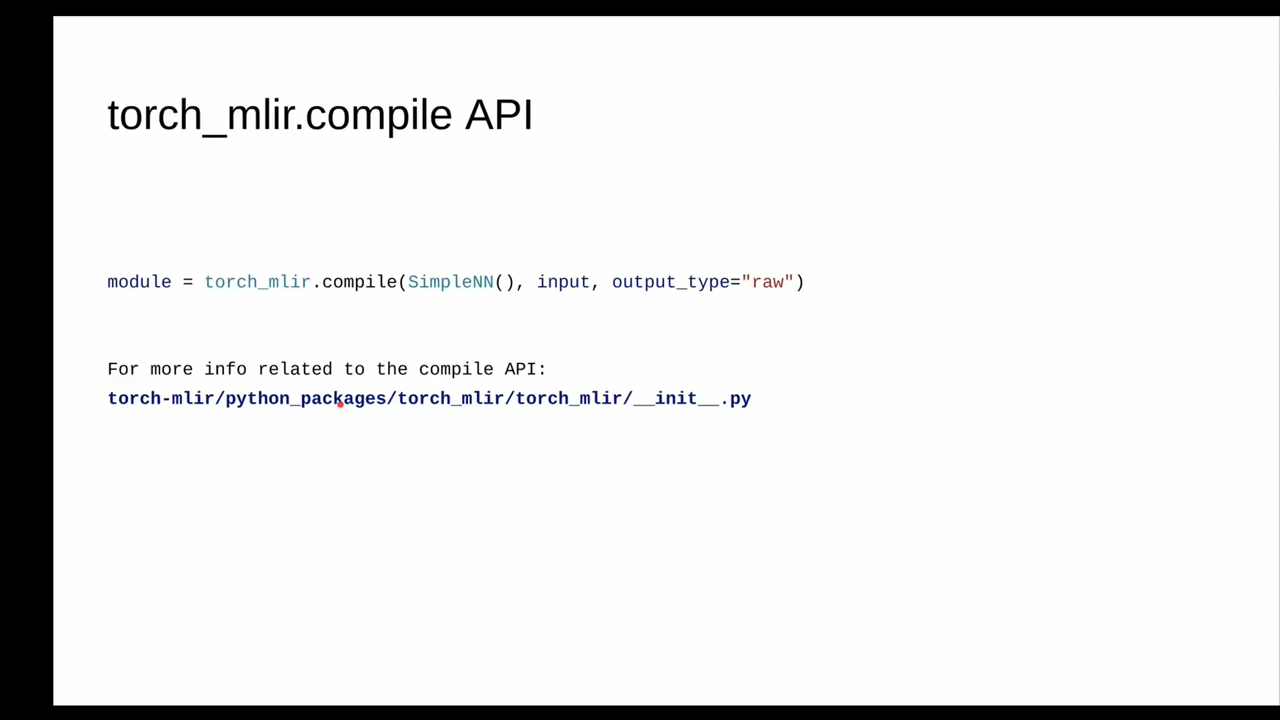 torch_mlir.compile API
module = torch_mlir.compile(SimpleNN(), input, output_type="raw")
For more info related to the compile API:
torch-mlir/python_packages/torch_mlir/torch_mlir/__init__.py